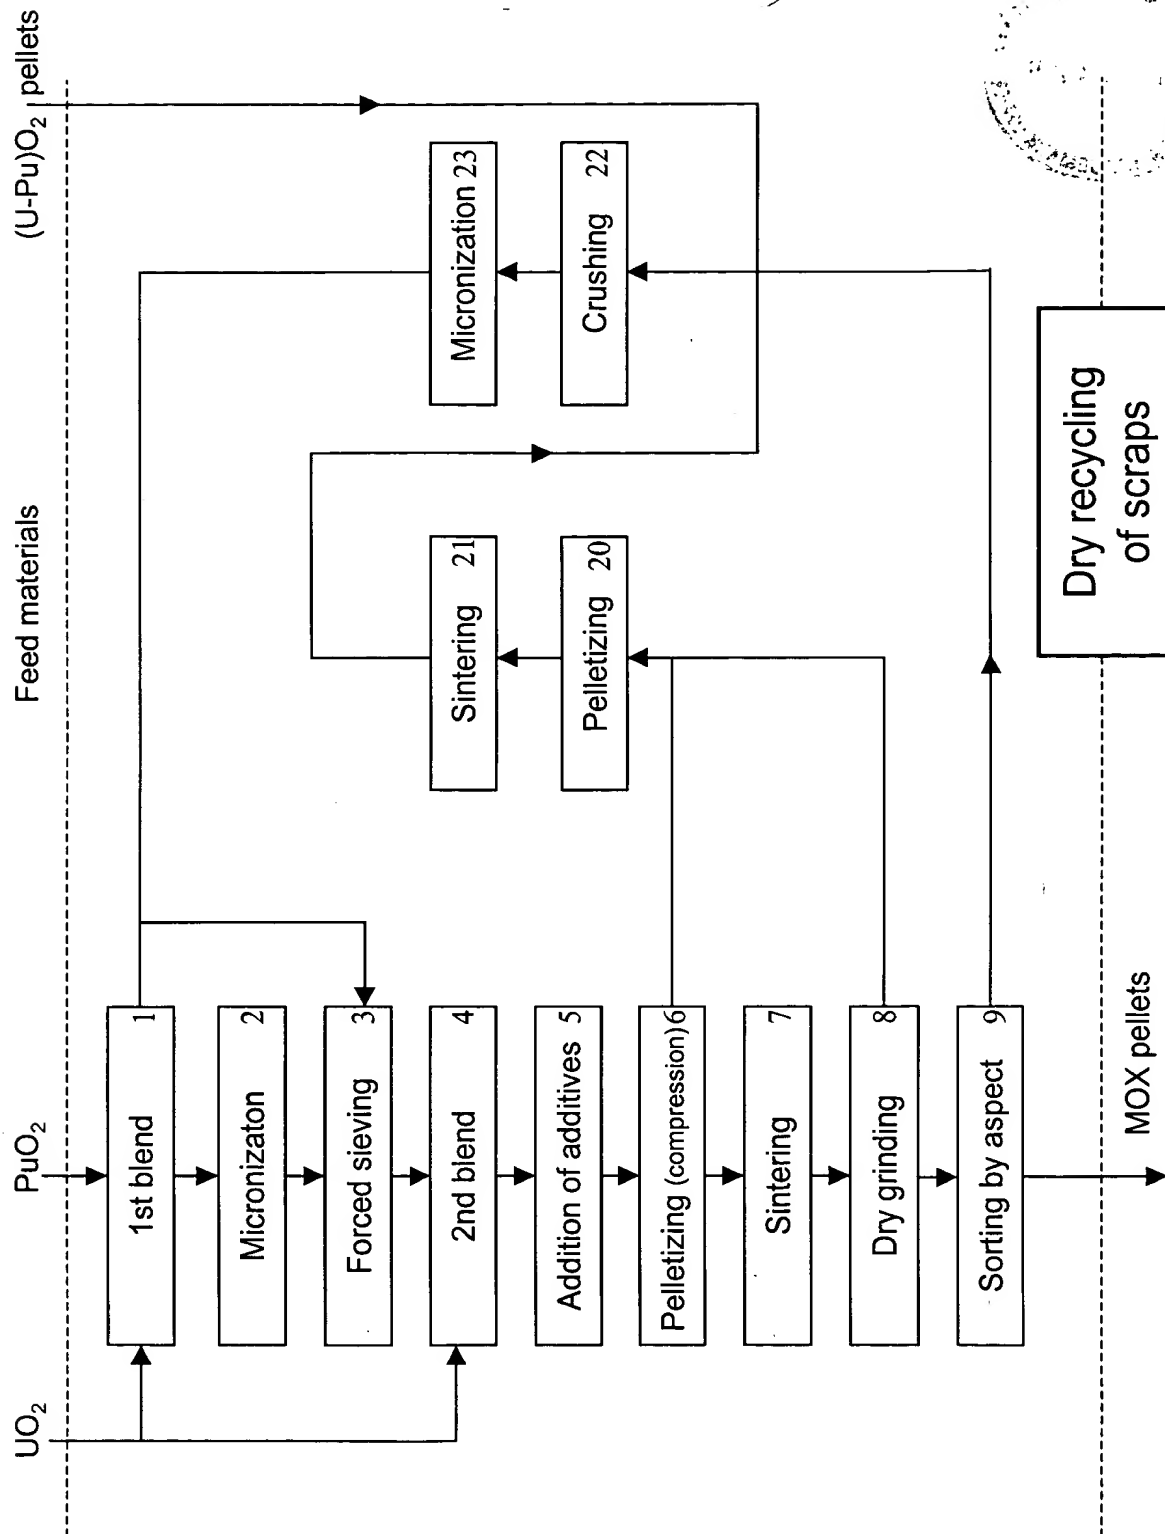 Feed materials
UO2
PuO2
(U-Pu)O2 pellets
1st blend 1
Micronizaton 2
Forced sieving 3
2nd blend 4
Addition of additives 5
Pelletizing (compression) 6
Sintering 7
Dry grinding 8
Sorting by aspect 9
Sintering 21
Pelletizing 20
Micronization 23
Crushing 22
MOX pellets
Dry recycling
of scraps